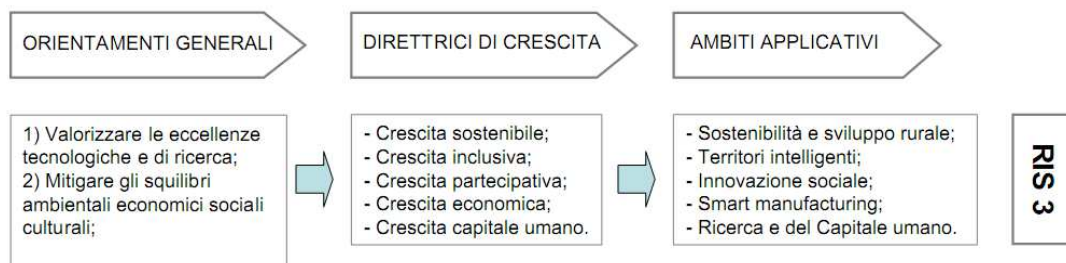 ORIENTAMENTI GENERALI
DIRETTRICI DI CRESCITA
AMBITI APPLICATIVI
1) Valorizzare le eccellenze
tecnologiche e di ricerca;
2) Mitigare gli squilibri
ambientali economici sociali
culturali;
- Crescita sostenibile;
- Crescita inclusiva;
- Crescita partecipativa;
- Crescita economica;
- Crescita capitale umano.
- Sostenibilità e sviluppo rurale;
- Territori intelligenti;
- Innovazione sociale;
- Smart manufacturing;
- Ricerca e del Capitale umano.
RIS 3